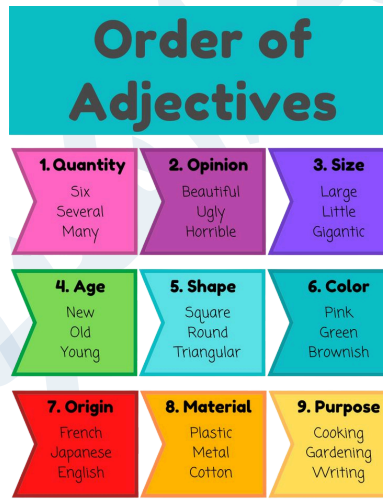 Order of
Adjectives
1. Quantity
Six
Several
Many
2. Opinion
Beautiful
Ugly
Horrible
3. Size
Large
Little
Gigantic
4. Age
New
Old
Young
5. Shape
Square
Round
Triangular
6. Color
Pink
Green
Brownish
7. Origin
French
Japanese
English
8. Material
Plastic
Metal
Cotton
9. Purpose
Cooking
Gardening
Writing